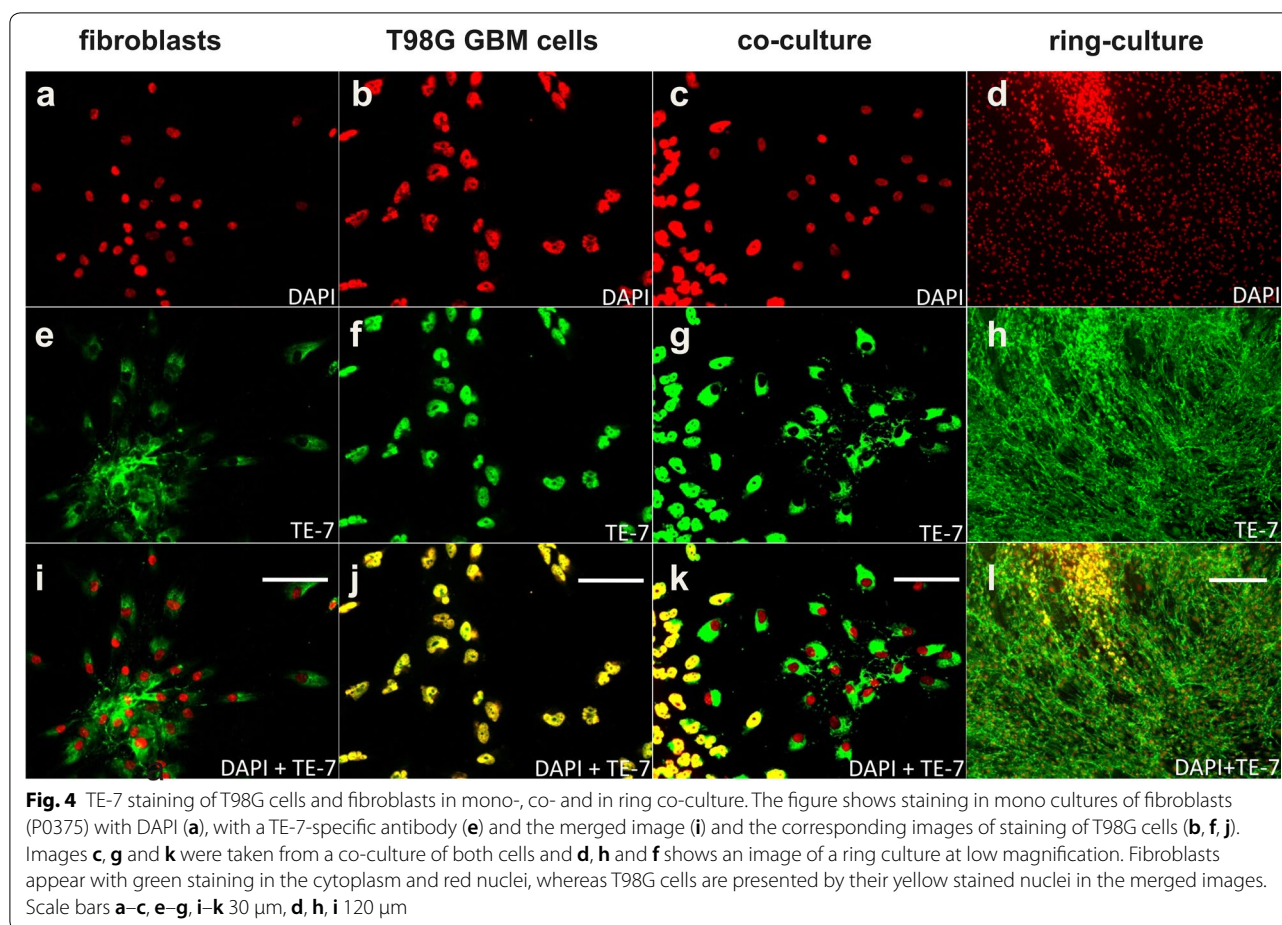 fibroblasts T98G GBM cells co-culture ring-culture
a b c d
DAPI DAPI DAPI DAPI
e f g h
TE-7 TE-7 TE-7 TE-7
i j k l
DAPI + TE-7 DAPI + TE-7 DAPI + TE-7 DAPI+TE-7
Fig. 4 TE-7 staining of T98G cells and fibroblasts in mono-, co- and in ring co-culture. The figure shows staining in mono cultures of fibroblasts
(P0375) with DAPI (a), with a TE-7-specific antibody (e) and the merged image (i) and the corresponding images of staining of T98G cells (b, f, j).
Images c, g and k were taken from a co-culture of both cells and d, h and f shows an image of a ring culture at low magnification. Fibroblasts
appear with green staining in the cytoplasm and red nuclei, whereas T98G cells are presented by their yellow stained nuclei in the merged images.
Scale bars a–c, e–g, i–k 30 µm, d, h, i 120 µm